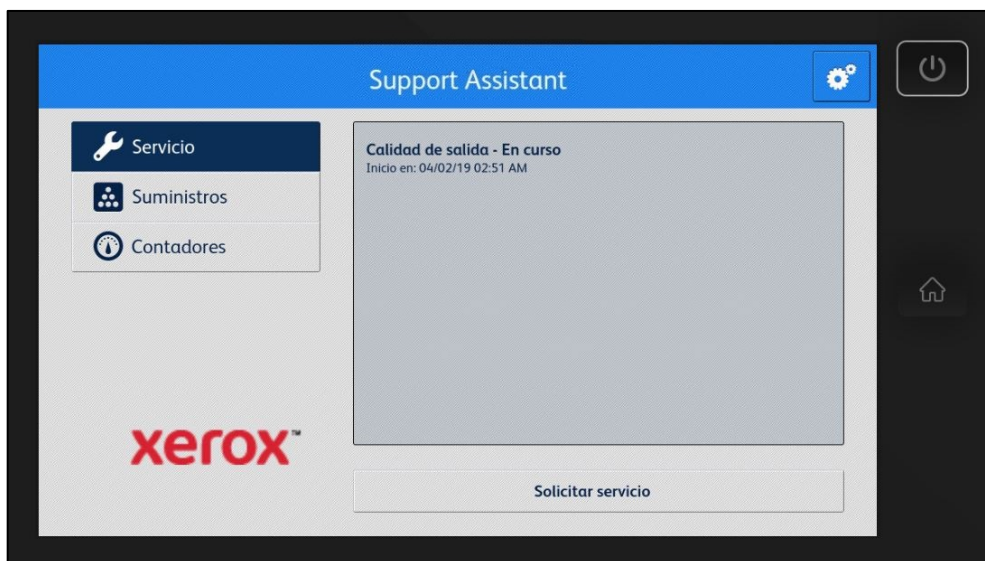 Support Assistant
Servicio
Suministros
Contadores
Calidad de salida - En curso
Inicio en: 04/02/19 02:51 AM
xerox™
Solicitar servicio